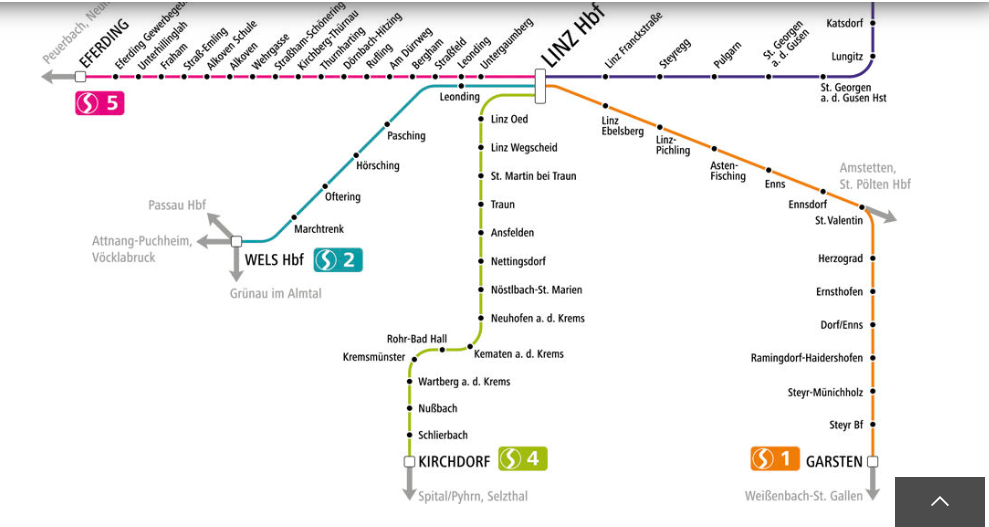 Peuerbach,
EFERDING
Unterhillinglah
Fraham
Straß-Emling
Alkoven Schule
Alkoven
Wehrgasse
Straßham-Schönering
Kirchberg-Thürnau
Thurnharting
Dörnbach-Hitzing
Rufling
Am Dürrweg
Bergham
Straßfeld
Leonding
Untergaumberg
LINZ Hbf
Linz Franckstraße
Steyregg
Pulgarn
St. Georgen
a. d. Gusen
Katsdorf
Lungitz
St. Georgen
a. d. Gusen Hst
S 5
Leonding
Pasching
Hörsching
Oftering
Marchtrenk
Passau Hbf
Attnang-Puchheim,
Vöcklabruck
WELS Hbf
S 2
Grünau im Almtal
Linz Oed
Linz Wegscheid
St. Martin bei Traun
Traun
Ansfelden
Nettingsdorf
Nöstlbach-St. Marien
Neuhofen a. d. Krems
Kematen a. d. Krems
Rohr-Bad Hall
Kremsmünster
Wartberg a. d. Krems
Nußbach
Schlierbach
KIRCHDORF
S 4
Spital/Pyhrn, Selzthal
Linz
Ebelsberg
Linz-
Pichling
Asten-
Fisching
Enns
Ennsdorf
St. Valentin
Amstetten,
St. Pölten Hbf
Herzograd
Ernsthofen
Dorf/Enns
Ramingdorf-Haidershofen
Steyr-Münichholz
Steyr Bf
S 1
GARSTEN
Weißenbach-St. Gallen